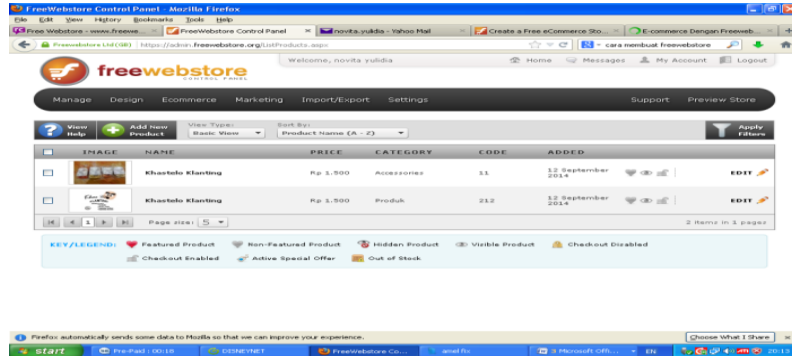 FreeWebstore Control Panel - Mozilla Firefox
File Edit View History Bookmarks Tools Help
Free Webstore - www.freewe... FreeWebstore Control Panel novita.yulidia - Yahoo Mail Create a Free eCommerce Sto... E-commerce Dengan Freeweb...
Freewebstore Ltd (GB) https://admin.freewebstore.org/ListProducts.aspx cara membuat freewebstore
freewebstore
CONTROL PANEL
Welcome, novita yulidia Home Messages My Account Logout
Manage Design Ecommerce Marketing Import/Export Settings Support Preview Store
View Help Add New Product View Type: Basic View Sort By: Product Name (A - Z) Apply Filters
IMAGE NAME PRICE CATEGORY CODE ADDED
Khastelo Klanting Rp 1.500 Accessories 11 12 September 2014 EDIT
Khastelo Klanting Rp 1.500 Produk 212 12 September 2014 EDIT
1 Page size: 5 2 items in 1 pages
KEY/LEGEND: Featured Product Non-Featured Product Hidden Product Visible Product Checkout Disabled
Checkout Enabled Active Special Offer Out of Stock
Firefox automatically sends some data to Mozilla so that we can improve your experience. Choose What I Share
start Pre-Paid : 00:18 DISNEYNET FreeWebstore Co... amel fix 3 Microsoft Offi... EN 20:13